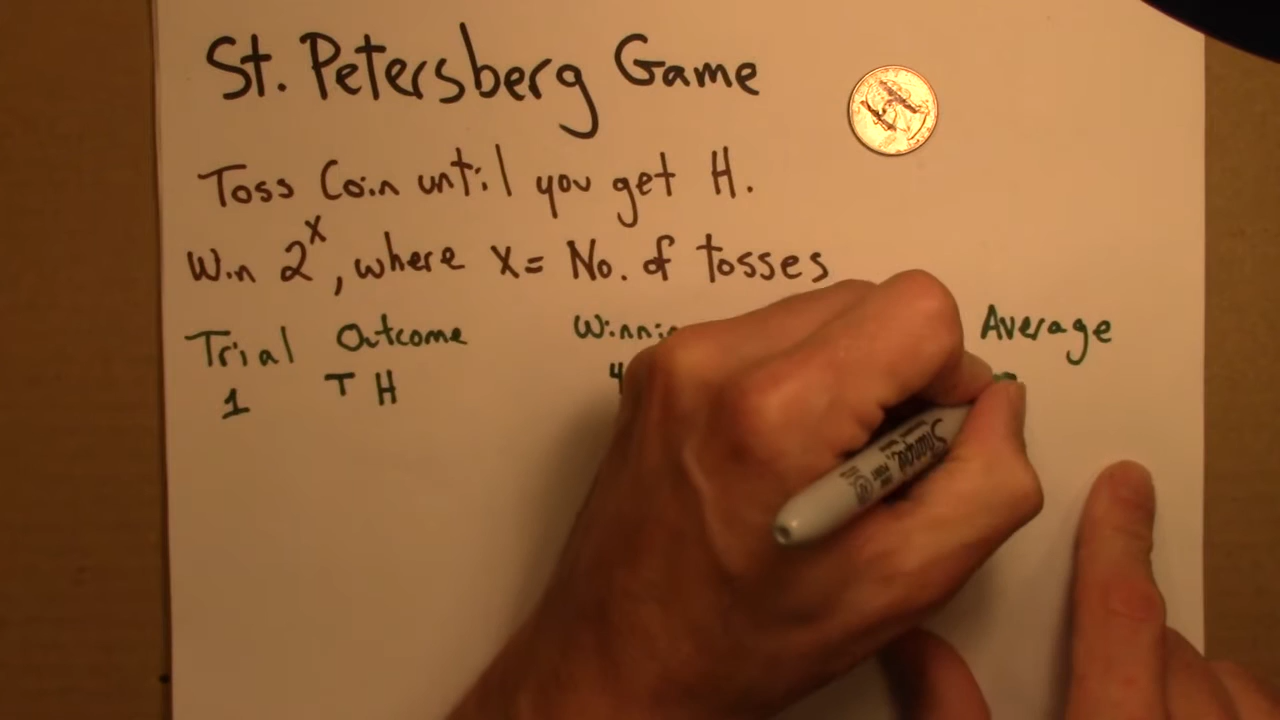 St. Petersberg Game
H
Toss Coin until you get H.
Win 2^x, where x = No. of tosses
Trial Outcome Winni Average
1 T H 4